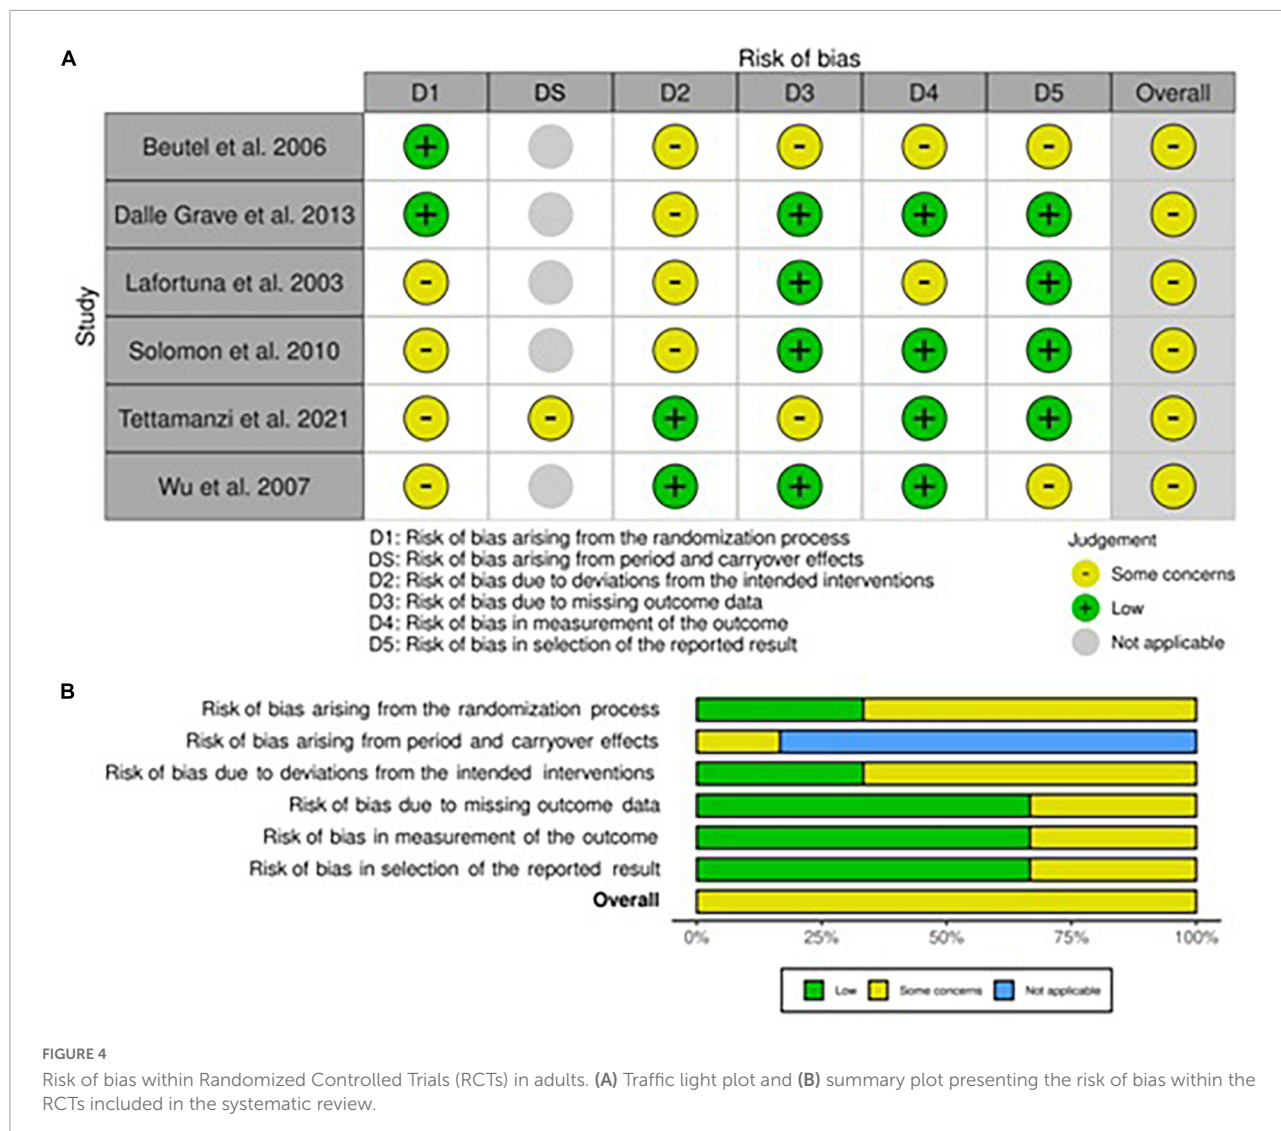 A
Risk of bias
D1 DS D2 D3 D4 D5 Overall
Study
Beutel et al. 2006 + - - - - -
Dalle Grave et al. 2013 + - + + + -
Lafortuna et al. 2003 - - + - + -
Solomon et al. 2010 - - + + + -
Tettamanzi et al. 2021 - - + - + + -
Wu et al. 2007 - + + + - -
D1: Risk of bias arising from the randomization process
DS: Risk of bias arising from period and carryover effects
D2: Risk of bias due to deviations from the intended interventions
D3: Risk of bias due to missing outcome data
D4: Risk of bias in measurement of the outcome
D5: Risk of bias in selection of the reported result
Judgement
- Some concerns
+ Low
Not applicable
B
Risk of bias arising from the randomization process
Risk of bias arising from period and carryover effects
Risk of bias due to deviations from the intended interventions
Risk of bias due to missing outcome data
Risk of bias in measurement of the outcome
Risk of bias in selection of the reported result
Overall
0% 25% 50% 75% 100%
Low Some concerns Not applicable
FIGURE 4
Risk of bias within Randomized Controlled Trials (RCTs) in adults. (A) Traffic light plot and (B) summary plot presenting the risk of bias within the
RCTs included in the systematic review.